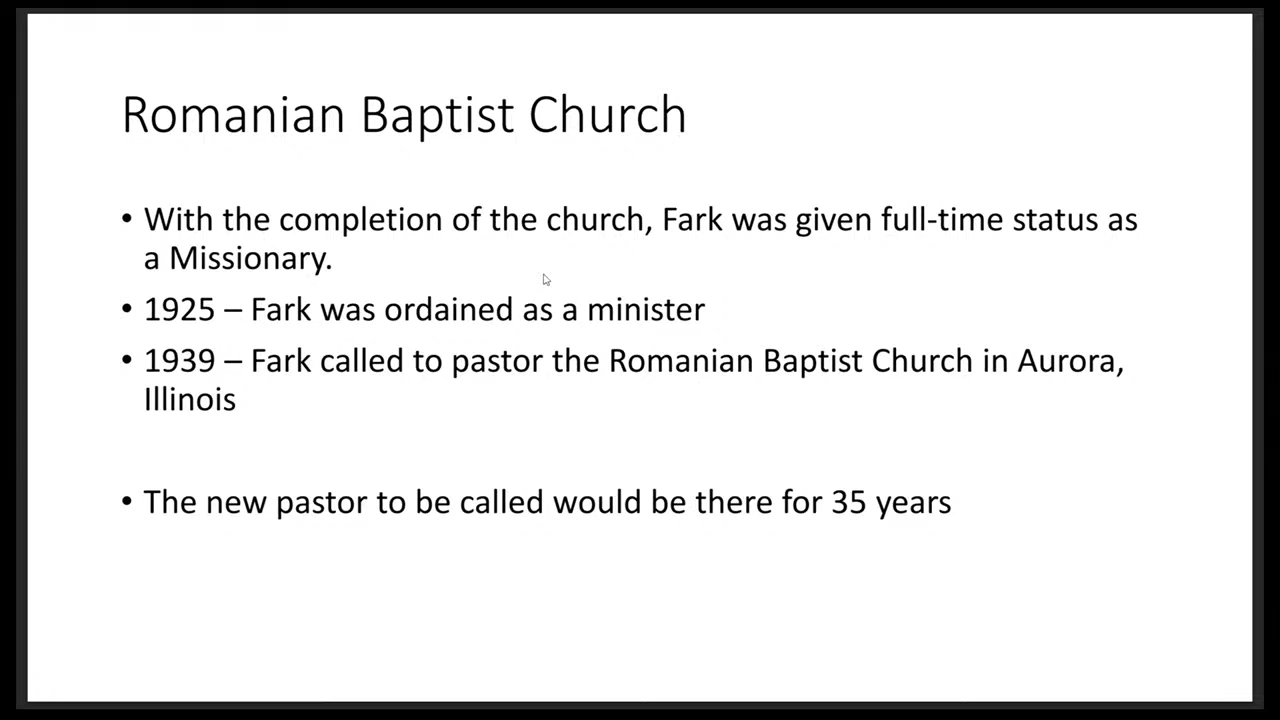 Romanian Baptist Church
• With the completion of the church, Fark was given full-time status as
a Missionary.
• 1925 – Fark was ordained as a minister
• 1939 – Fark called to pastor the Romanian Baptist Church in Aurora,
Illinois
• The new pastor to be called would be there for 35 years